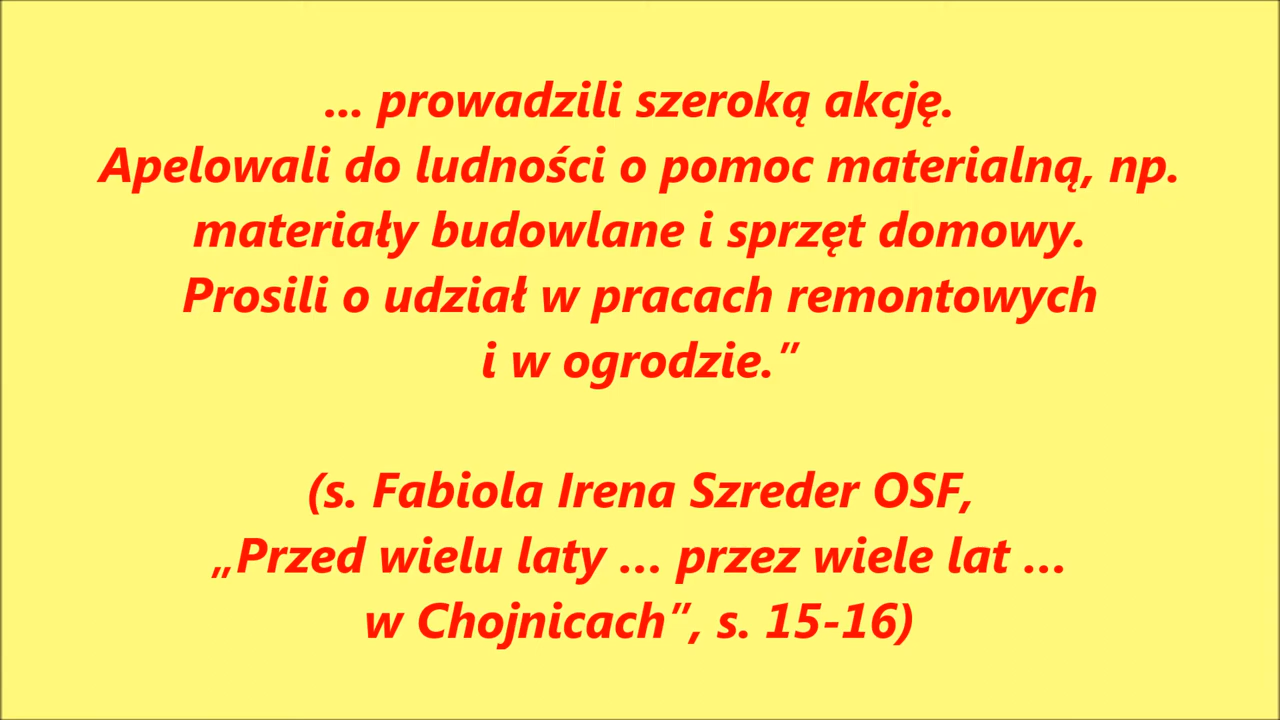 ... prowadzili szeroką akcję.
Apelowali do ludności o pomoc materialną, np.
materiały budowlane i sprzęt domowy.
Prosili o udział w pracach remontowych
i w ogrodzie.”
(s. Fabiola Irena Szreder OSF,
„Przed wielu laty ... przez wiele lat ...
w Chojnicach”, s. 15-16)